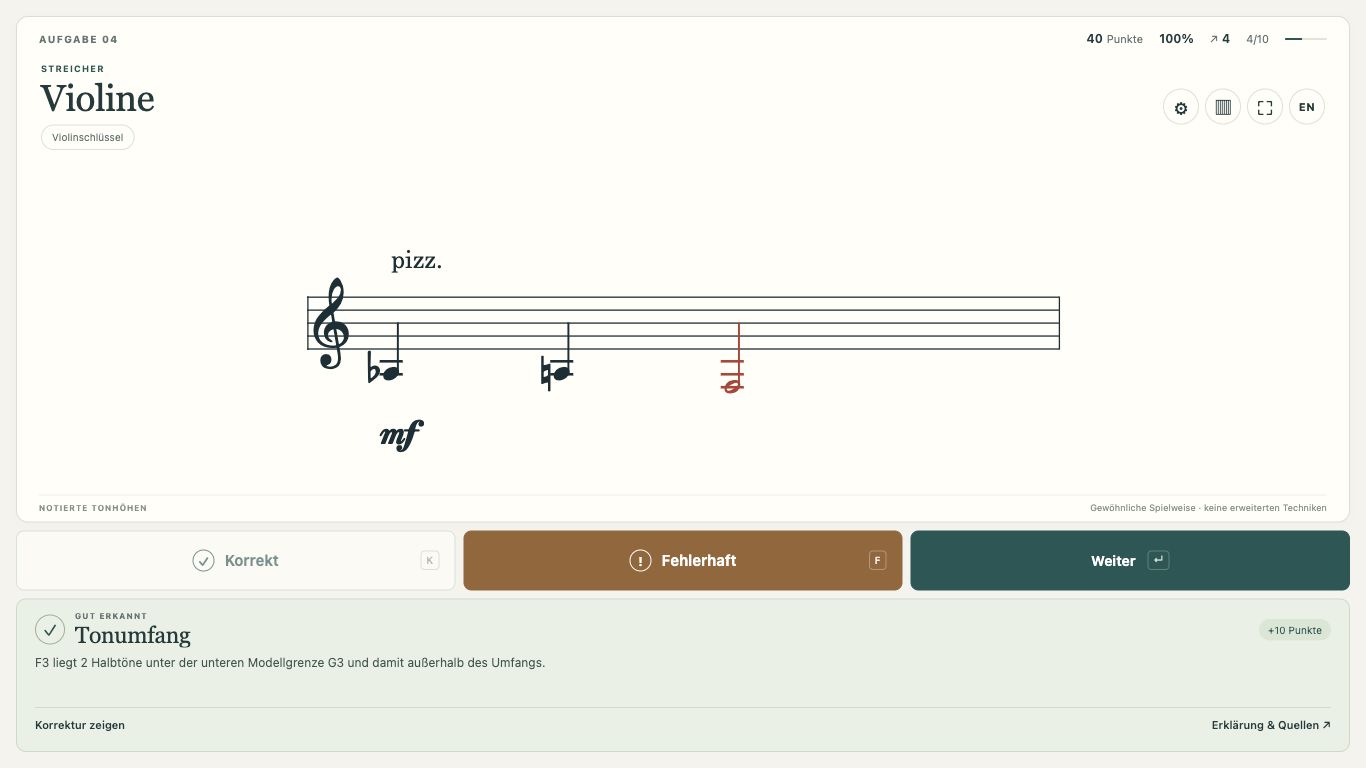 AUFGABE 04
40 Punkte 100% ↗ 4 4/10
STREICHER
Violine
EN
Violinschlüssel
pizz.
mf
NOTIERTE TONHÖHEN
Gewöhnliche Spielweise · keine erweiterten Techniken
Korrekt K
! Fehlerhaft F
Weiter ↵
GUT ERKANNT
Tonumfang
+10 Punkte
F3 liegt 2 Halbtöne unter der unteren Modellgrenze G3 und damit außerhalb des Umfangs.
Korrektur zeigen
Erklärung & Quellen ↗